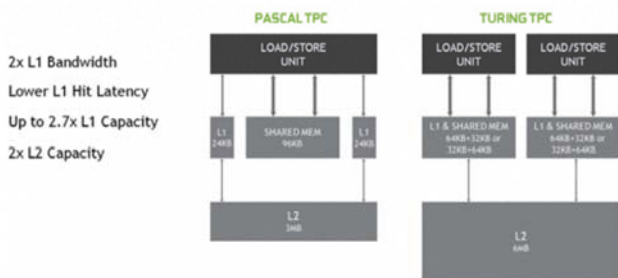 PASCAL TPC
TURING TPC
2x L1 Bandwidth
Lower L1 Hit Latency
Up to 2.7x L1 Capacity
2x L2 Capacity
LOAD/STORE
UNIT
L1
24KB
SHARED MEM
96KB
L1
24KB
L2
3MB
LOAD/STORE
UNIT
LOAD/STORE
UNIT
L1 & SHARED MEM
64KB+32KB or
32KB+64KB
L1 & SHARED MEM
64KB+32KB or
32KB+64KB
L2
6MB